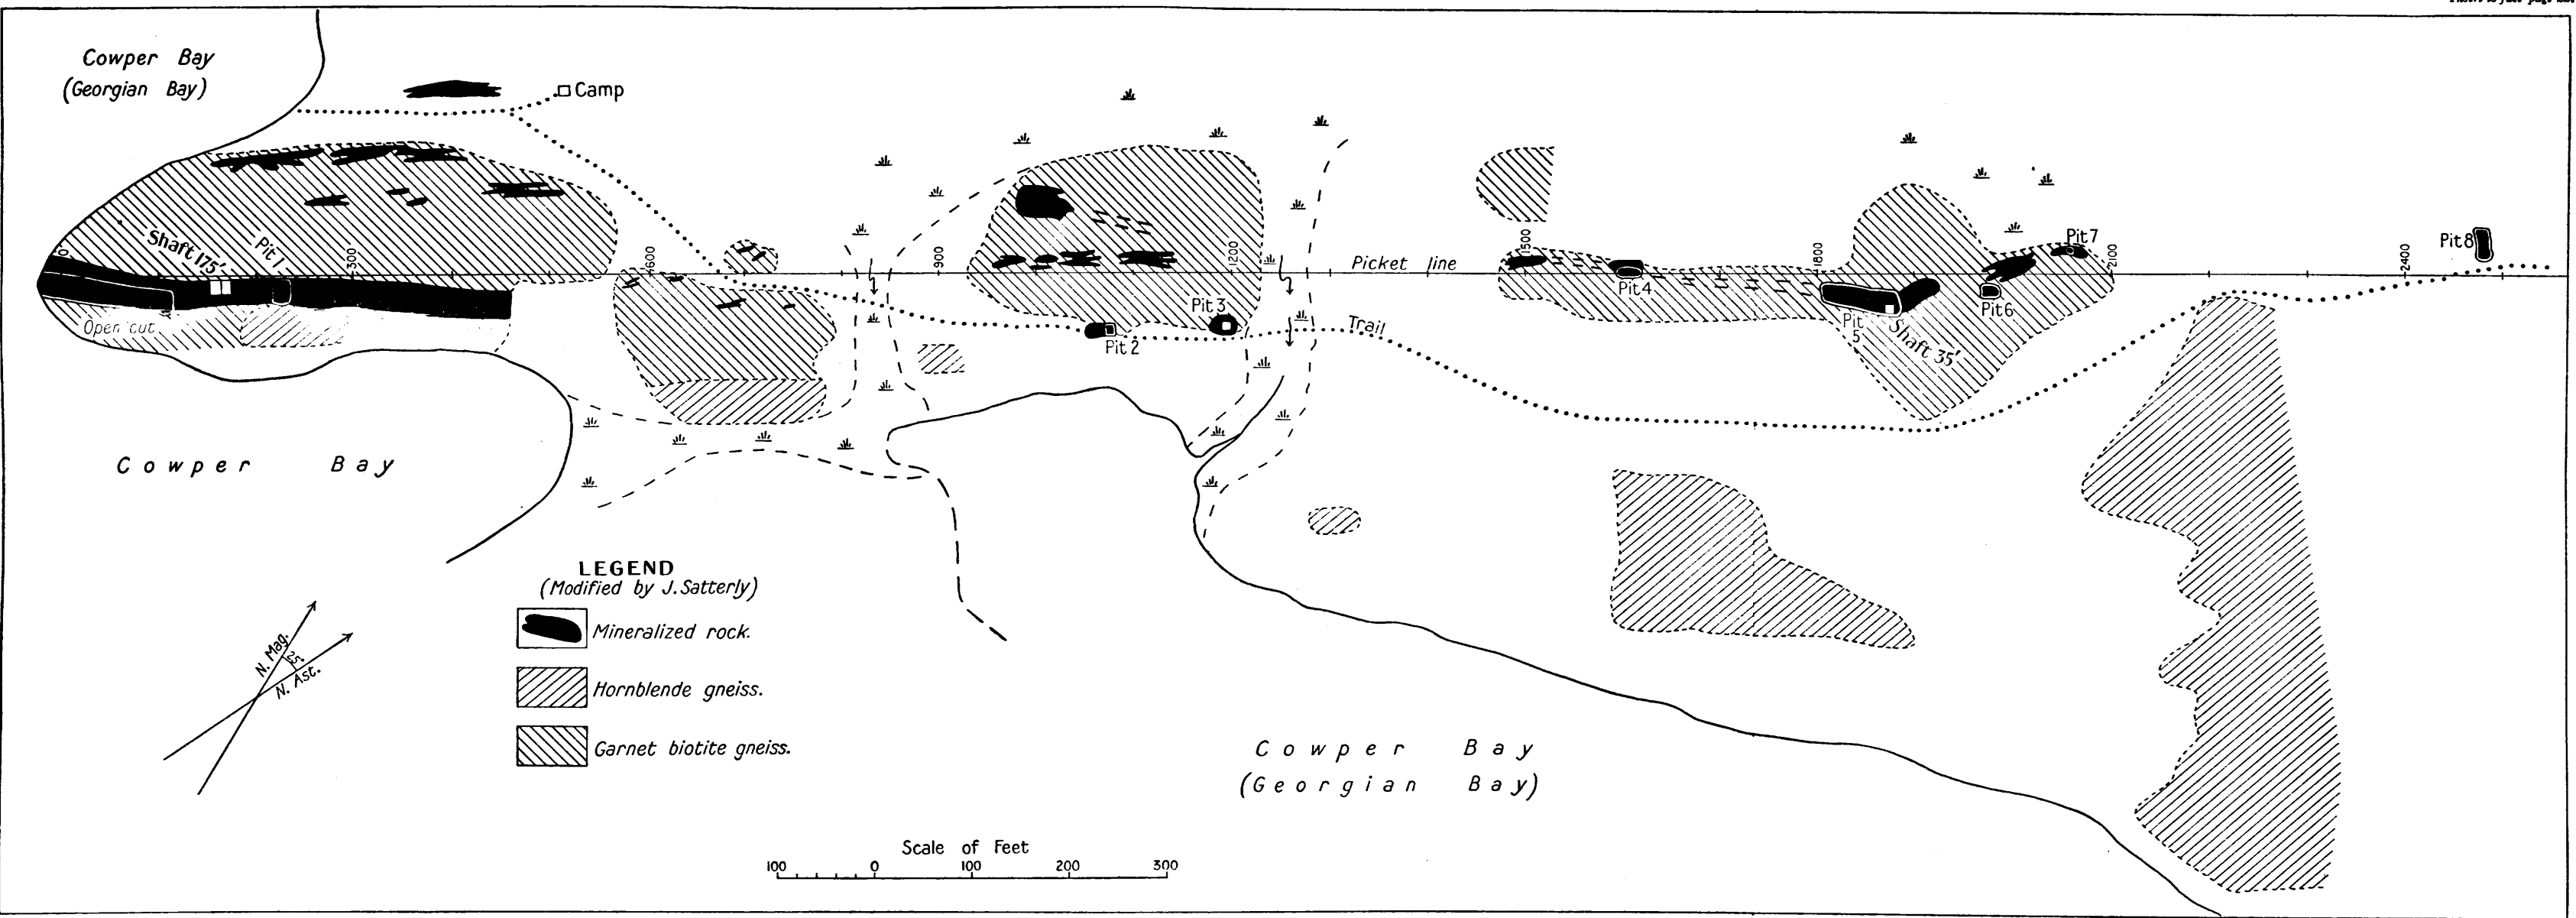 Cowper Bay
(Georgian Bay)
Camp
Shaft 175'
Pit 1
0
300
600
900
1200
1500
1800
2100
2400
Open cut
Picket line
Pit 2
Pit 3
Trail
Pit 4
Pit
5
Shaft 35'
Pit 6
Pit 7
Pit 8
Cowper Bay
LEGEND
(Modified by J. Satterly)
Mineralized rock.
Hornblende gneiss.
Garnet biotite gneiss.
N. Mag.
25°
N. Ast.
Cowper Bay
(Georgian Bay)
Scale of Feet
100 0 100 200 300